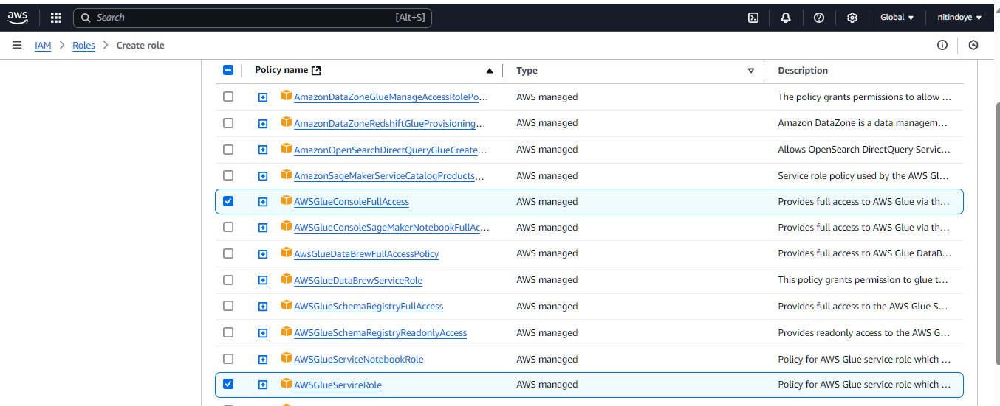 aws Search [Alt+S] Global nitindoye
IAM > Roles > Create role
Policy name Type Description
AmazonDataZoneGlueManageAccessRolePo... AWS managed The policy grants permissions to allow ...
AmazonDataZoneRedshiftGlueProvisioning... AWS managed Amazon DataZone is a data managem...
AmazonOpenSearchDirectQueryGlueCreate... AWS managed Allows OpenSearch DirectQuery Servic...
AmazonSageMakerServiceCatalogProducts... AWS managed Service role policy used by the AWS Gl...
AWSGlueConsoleFullAccess AWS managed Provides full access to AWS Glue via th...
AWSGlueConsoleSageMakerNotebookFullAc... AWS managed Provides full access to AWS Glue via th...
AwsGlueDataBrewFullAccessPolicy AWS managed Provides full access to AWS Glue DataB...
AWSGlueDataBrewServiceRole AWS managed This policy grants permission to glue t...
AWSGlueSchemaRegistryFullAccess AWS managed Provides full access to the AWS Glue S...
AWSGlueSchemaRegistryReadonlyAccess AWS managed Provides readonly access to the AWS G...
AWSGlueServiceNotebookRole AWS managed Policy for AWS Glue service role which ...
AWSGlueServiceRole AWS managed Policy for AWS Glue service role which ...